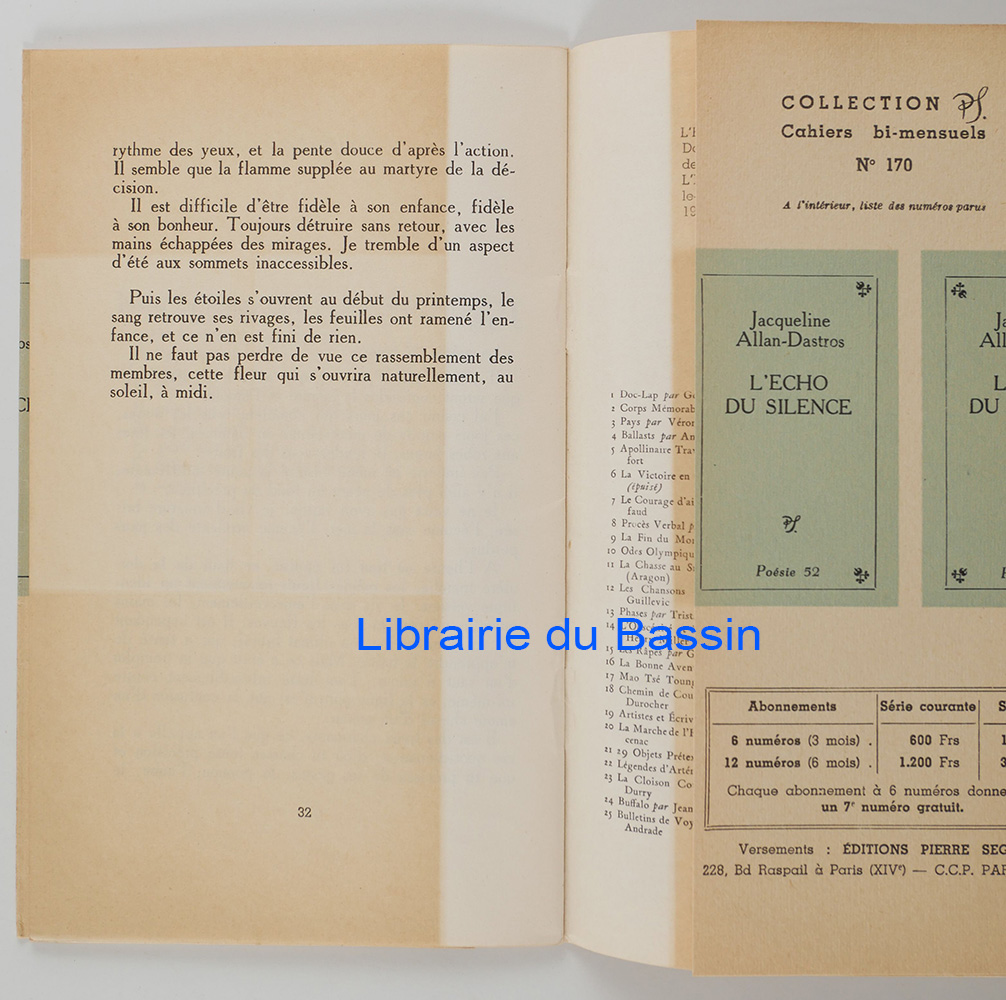 rythme des yeux, et la pente douce d'après l'action.
Il semble que la flamme supplée au martyre de la dé-
cision.
Il est difficile d'être fidèle à son enfance, fidèle
à son bonheur. Toujours détruire sans retour, avec les
mains échappées des mirages. Je tremble d'un aspect
d'été aux sommets inaccessibles.
Puis les étoiles s'ouvrent au début du printemps, le
sang retrouve ses rivages, les feuilles ont ramené l'en-
fance, et ce n'en est fini de rien.
Il ne faut pas perdre de vue ce rassemblement des
membres, cette fleur qui s'ouvrira naturellement, au
soleil, à midi.
32
1 Doc-Lap par
2 Corps
3 Pays par
4 Ballasts par
5 Apollinaire
fort
6 La Victoire en
(épuisé)
7 Le Courage
faud
8 Procès Verbal
9 La Fin du
10 Odes
11 La Chasse au
(Aragon)
12 Les Chansons
Guillevic
13 Phases par
14
15 Les Râpes par
16 La Bonne
17 Mao Tsé
18 Chemin de
Durocher
19 Artistes et
20 La Marche de
cenac
21 29 Objets
22 Légendes
23 La Cloison
Durry
24 Buffalo par Jean
25 Bulletins de
Andrade
Librairie du Bassin
COLLECTION PS.
Cahiers bi-mensuels
N° 170
A l'intérieur, liste des numéros parus
Jacqueline
Allan-Dastros
L'ECHO
DU SILENCE
PS.
Poésie 52
DU
Abonnements Série courante
6 numéros (3 mois) . 600 Frs
12 numéros (6 mois) . 1.200 Frs
Chaque abonnement à 6 numéros donne
un 7e numéro gratuit.
Versements : ÉDITIONS PIERRE
228, Bd Raspail à Paris (XIVe) — C.C.P.